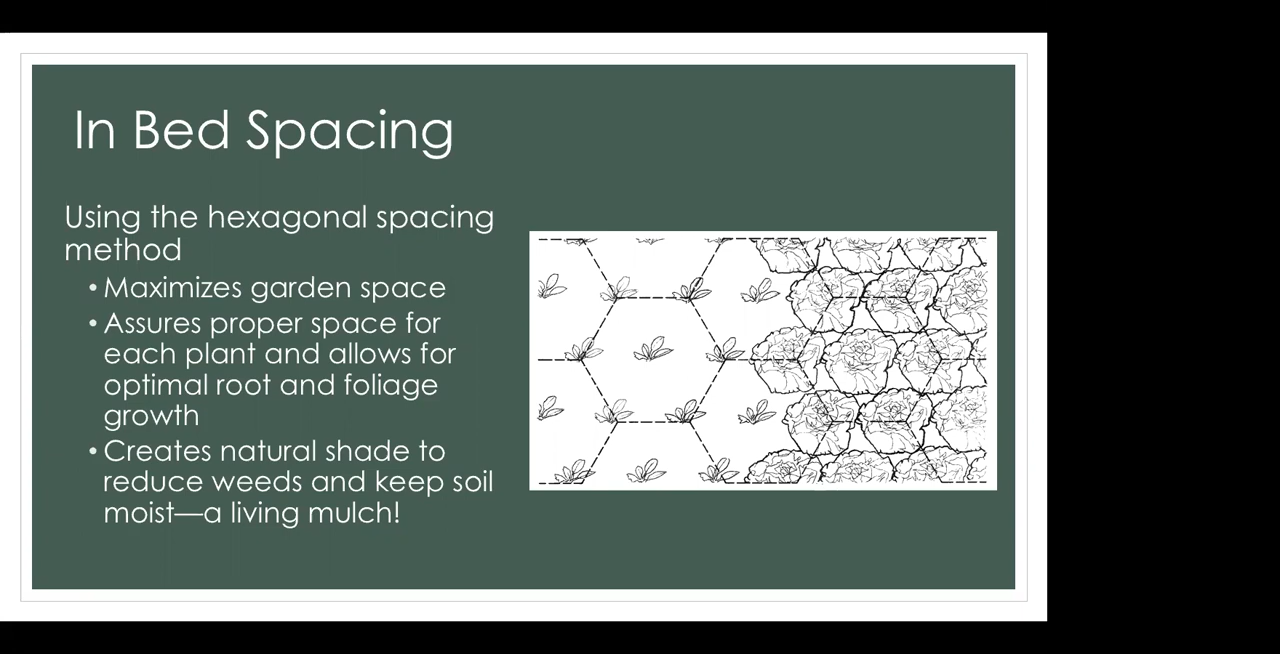 In Bed Spacing
Using the hexagonal spacing
method
• Maximizes garden space
• Assures proper space for
each plant and allows for
optimal root and foliage
growth
• Creates natural shade to
reduce weeds and keep soil
moist—a living mulch!